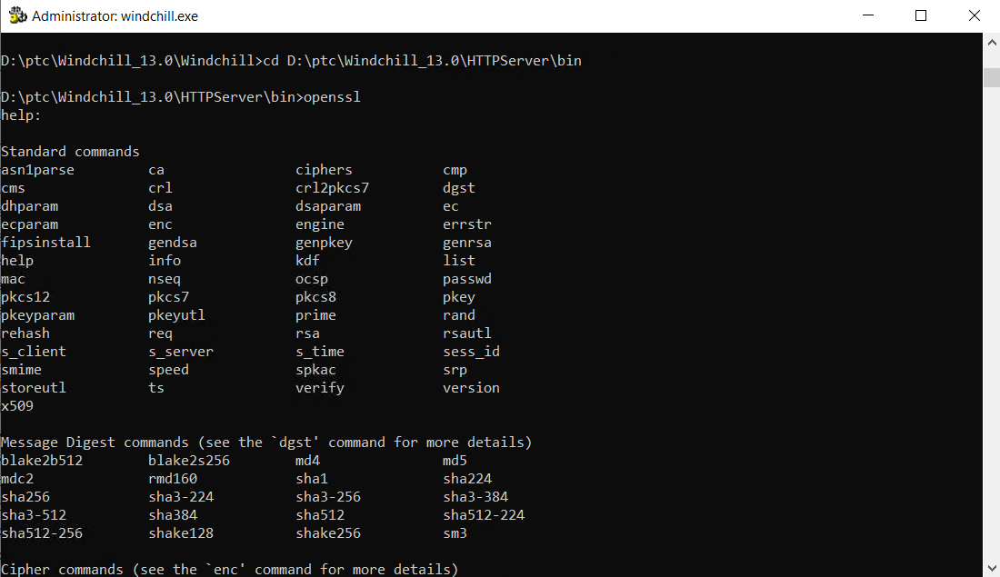 Administrator: windchill.exe
D:\ptc\Windchill_13.0\Windchill>cd D:\ptc\Windchill_13.0\HTTPServer\bin
D:\ptc\Windchill_13.0\HTTPServer\bin>openssl
help:
Standard commands
asn1parse ca ciphers cmp
cms crl crl2pkcs7 dgst
dhparam dsa dsaparam ec
ecparam enc engine errstr
fipsinstall gendsa genpkey genrsa
help info kdf list
mac nseq ocsp passwd
pkcs12 pkcs7 pkcs8 pkey
pkeyparam pkeyutl prime rand
rehash req rsa rsautl
s_client s_server s_time sess_id
smime speed spkac srp
storeutl ts verify version
x509
Message Digest commands (see the `dgst' command for more details)
blake2b512 blake2s256 md4 md5
mdc2 rmd160 sha1 sha224
sha256 sha3-224 sha3-256 sha3-384
sha3-512 sha384 sha512 sha512-224
sha512-256 shake128 shake256 sm3
Cipher commands (see the `enc' command for more details)